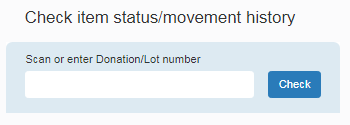 Check item status/movement history
Scan or enter Donation/Lot number
Check